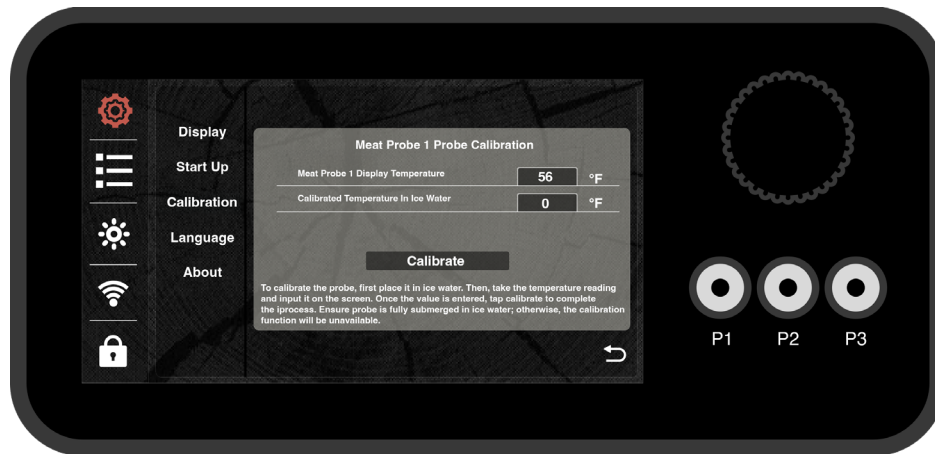 Display
Start Up
Calibration
Language
About
Meat Probe 1 Probe Calibration
Meat Probe 1 Display Temperature 56 °F
Calibrated Temperature In Ice Water 0 °F
Calibrate
To calibrate the probe, first place it in ice water. Then, take the temperature reading
and input it on the screen. Once the value is entered, tap calibrate to complete
the iprocess. Ensure probe is fully submerged in ice water; otherwise, the calibration
function will be unavailable.
P1 P2 P3